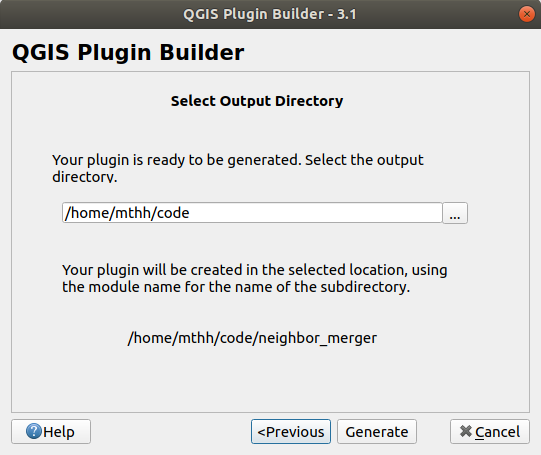 QGIS Plugin Builder - 3.1
QGIS Plugin Builder
Select Output Directory
Your plugin is ready to be generated. Select the output
directory.
/home/mthh/code
...
Your plugin will be created in the selected location, using
the module name for the name of the subdirectory.
/home/mthh/code/neighbor_merger
Help
<Previous
Generate
Cancel